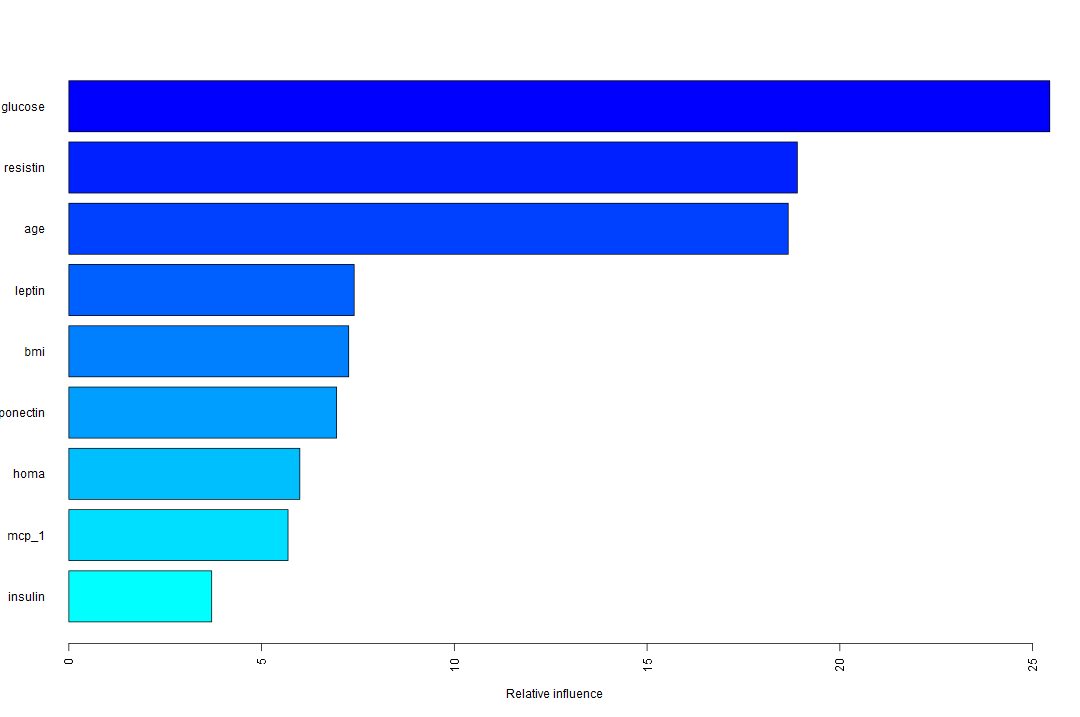 glucose
resistin
age
leptin
bmi
ponectin
homa
mcp_1
insulin
0 5 10 15 20 25
Relative influence